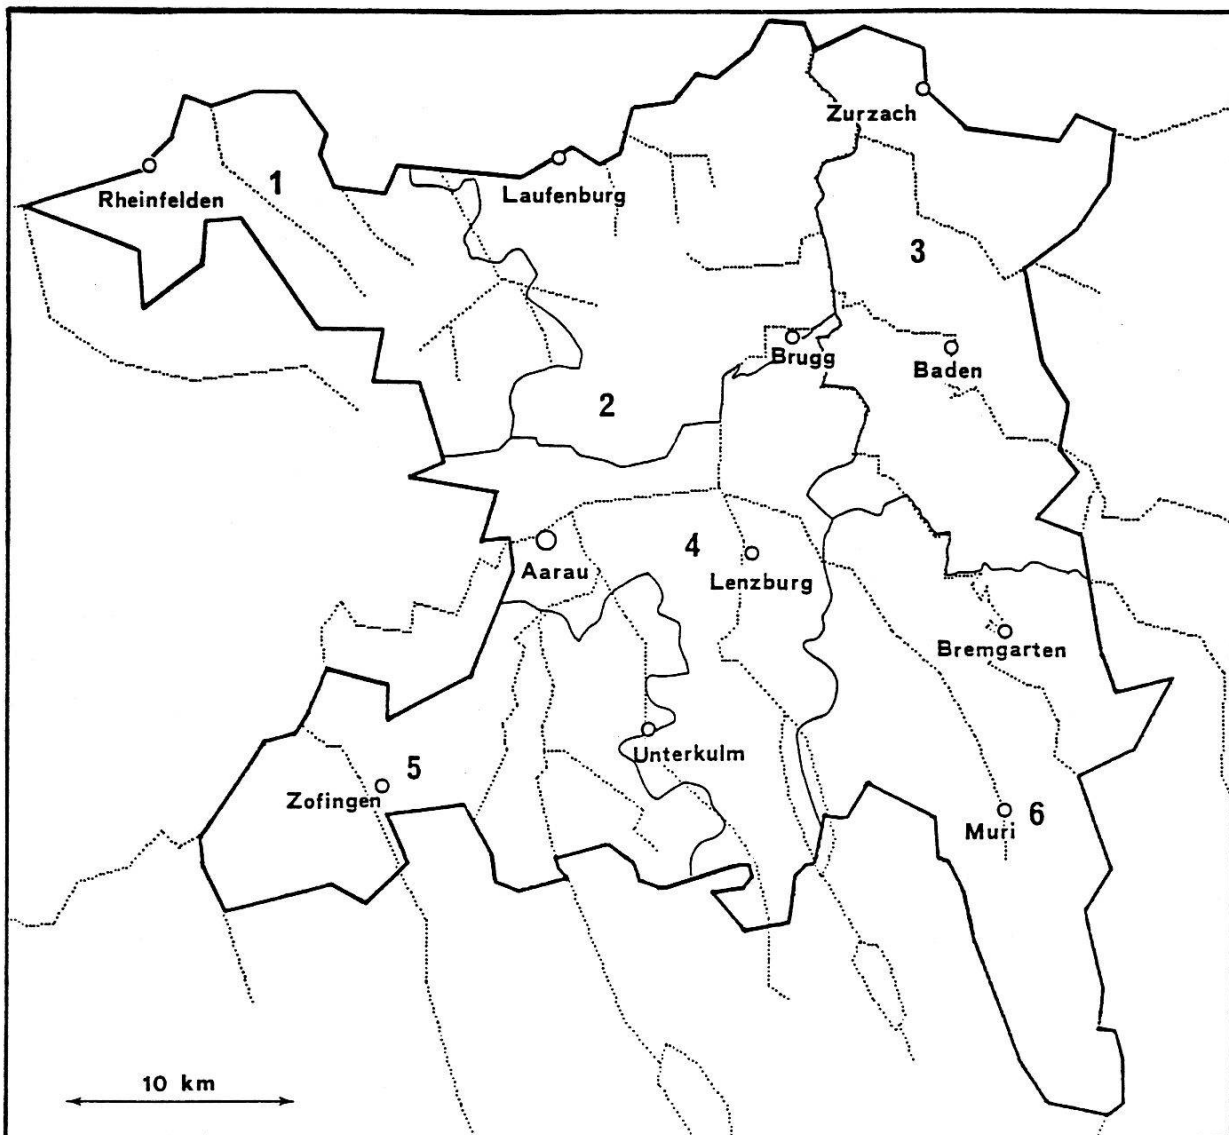 Zurzach
1
Rheinfelden
Laufenburg
3
Brugg
Baden
2
4
Aarau
Lenzburg
Bremgarten
Unterkulm
5
Zofingen
Muri
6
10 km